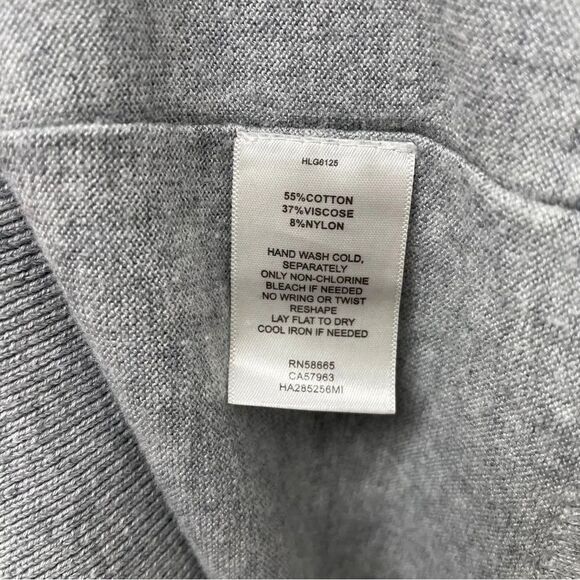 HLG6125
55%COTTON
37%VISCOSE
8%NYLON
HAND WASH COLD,
SEPARATELY
ONLY NON-CHLORINE
BLEACH IF NEEDED
NO WRING OR TWIST
RESHAPE
LAY FLAT TO DRY
COOL IRON IF NEEDED
RN58665
CA57963
HA285256MI